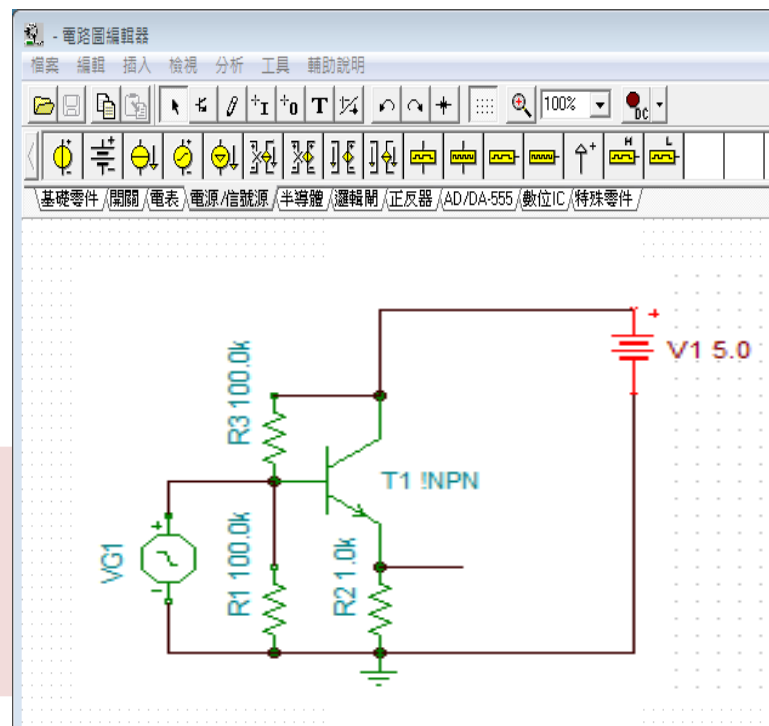 - 電路圖編輯器
檔案 編輯 插入 檢視 分析 工具 輔助說明
I 0 T 100% DC
H L
基礎零件 開關 電表 電源/信號源 半導體 邏輯閘 正反器 AD/DA-555 數位IC 特殊零件
+
V1 5.0
R3 100.0k
T1 !NPN
+
VG1
-
R1 100.0k
R2 1.0k